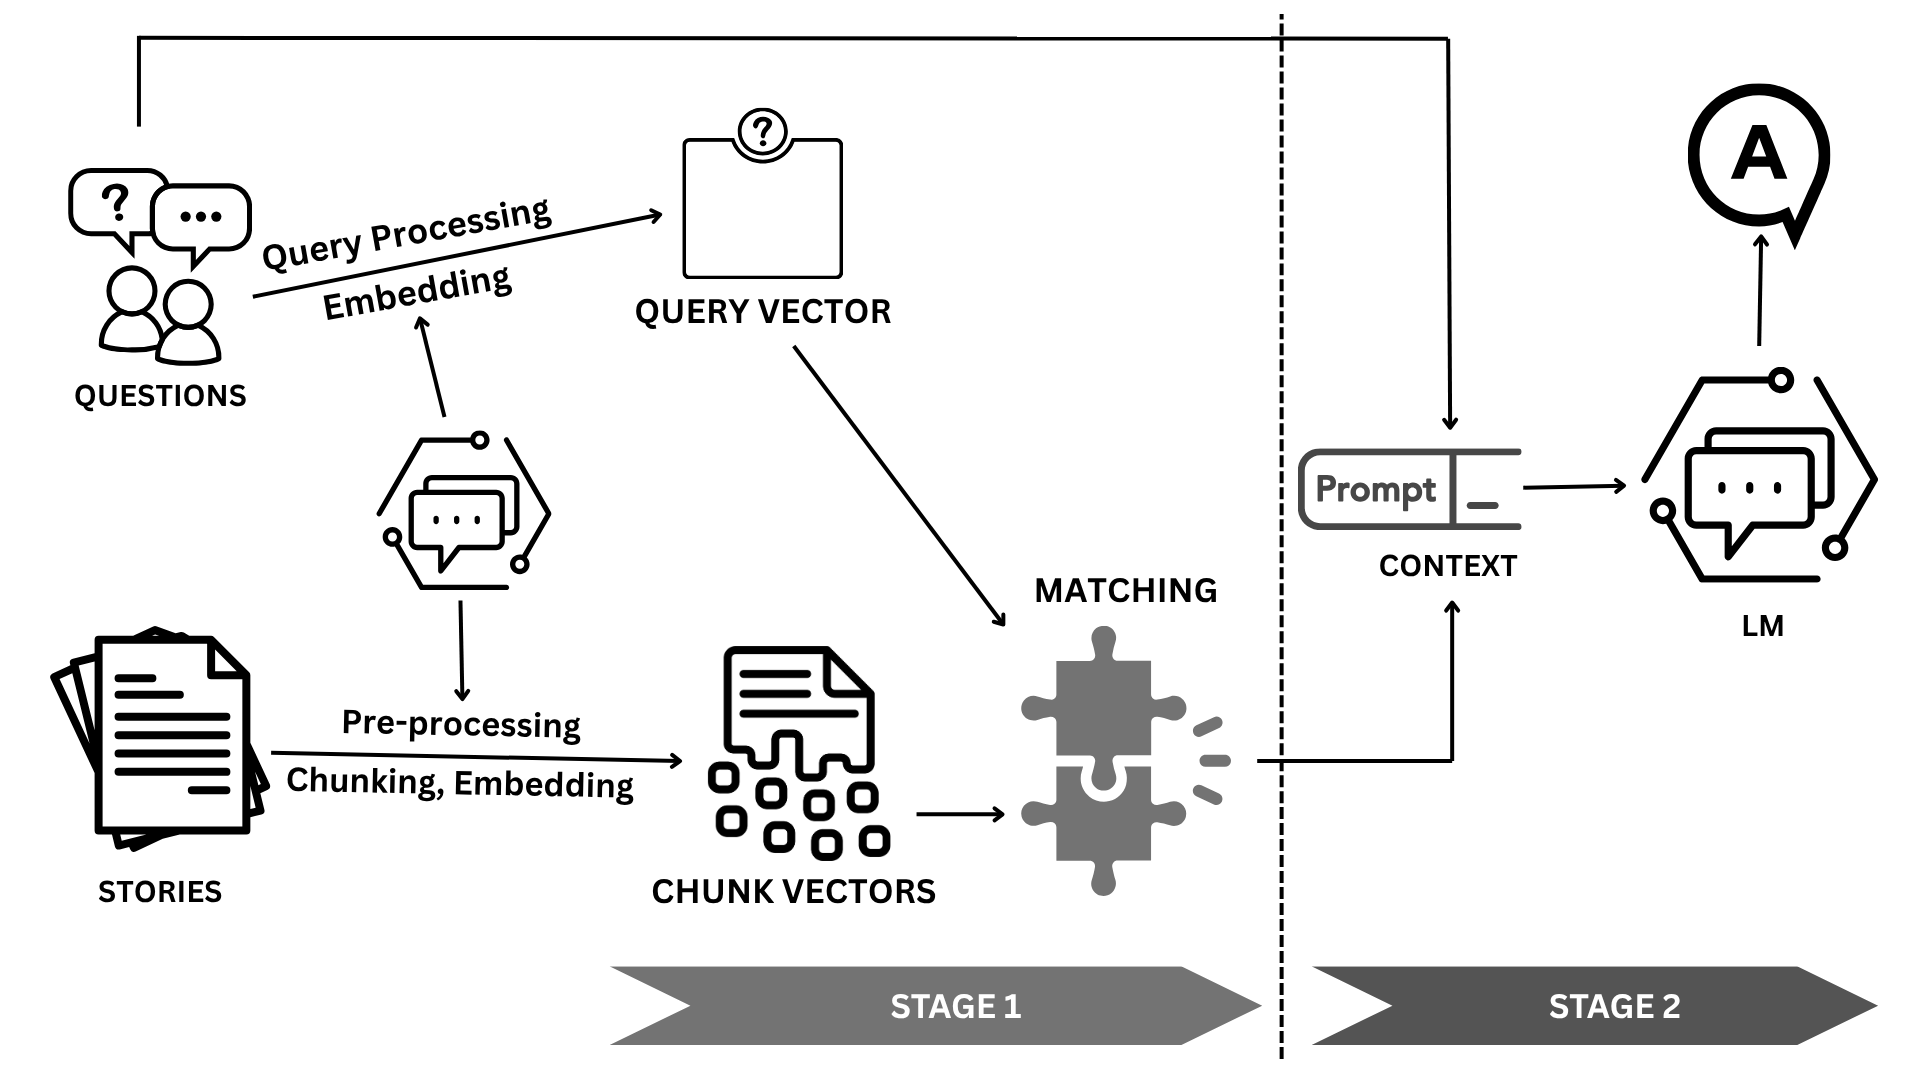 ?
?
Query Processing
Embedding
QUERY VECTOR
QUESTIONS
A
Prompt
CONTEXT
LM
MATCHING
Pre-processing
Chunking, Embedding
STORIES
CHUNK VECTORS
STAGE 1
STAGE 2